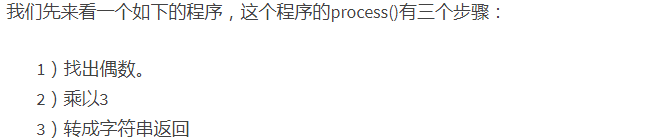 我们先来看一个如下的程序，这个程序的process()有三个步骤：
1）找出偶数。
2）乘以3
3）转成字符串返回